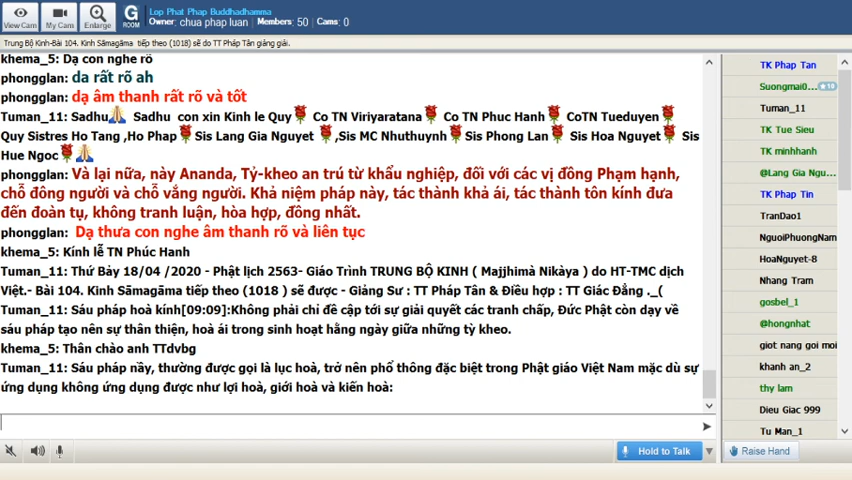 Lop Phat Phap Buddhadhamma
Owner: chua phap luan  Members: 50  Cams: 0
View Cam
My Cam
Enlarge
G
ROOM
Trung Bộ Kinh-Bài 104. Kinh Sāmagāma  tiếp theo (1018) sẽ do TT Pháp Tân giảng giải.
khema_5: Dạ con nghe rõ
phongglan: da rất rõ ah
phongglan: dạ âm thanh rất rõ và tốt
Tuman_11: Sadhu🙏 Sadhu  con xin Kinh le Quy🌹 Co TN Viriyaratana🌹 Co TN Phuc Hanh🌹 CoTN Tueduyen🌹
Quy Sistres Ho Tang ,Ho Phap🌹Sis Lang Gia Nguyet 🌹,Sis MC Nhuthuynh🌹Sis Phong Lan🌹Sis Hoa Nguyet🌹 Sis
Hue Ngoc🌹🙏
phongglan: Và lại nữa, này Ananda, Tỷ-kheo an trú từ khẩu nghiệp, đối với các vị đồng Phạm hạnh,
chỗ đông người và chỗ vắng người. Khả niệm pháp này, tác thành khả ái, tác thành tôn kính đưa
đến đoàn tụ, không tranh luận, hòa hợp, đồng nhất.
phongglan:  Dạ thưa con nghe âm thanh rõ và liên tục
khema_5: Kính lễ TN Phúc Hanh
Tuman_11: Thứ Bảy 18/04 /2020 - Phật lịch 2563- Giáo Trình TRUNG BỘ KINH ( Majjhimà Nikàya ) do HT-TMC dịch
Việt.- Bài 104. Kinh Sāmagāma tiếp theo (1018 ) sẽ được - Giảng Sư : TT Pháp Tân & Điều hợp : TT Giác Đẳng ._(
Tuman_11: Sáu pháp hoà kính[09:09]:Không phải chỉ đề cập tới sự giải quyết các tranh chấp, Đức Phật còn dạy về
sáu pháp tạo nên sự thân thiện, hoà ái trong sinh hoạt hằng ngày giữa những tỳ kheo.
khema_5: Thân chào anh TTdvbg
Tuman_11: Sáu pháp nầy, thường được gọi là lục hoà, trở nên phổ thông đặc biệt trong Phật giáo Việt Nam mặc dù sự
ứng dụng không ứng dụng được như lợi hoà, giới hoà và kiến hoà:
Hold to Talk
TK Phap Tan
Suongmai0...  ★10
Tuman_11
TK Tue Sieu
TK minhhanh
@Lang Gia Ngu...
TK Phap Tin
TranDao1
NguoiPhuongNam
HoaNguyet-8
Nhang Tram
gosbel_1
@hongnhat
giot nang goi moi
khanh an_2
thy lam
Dieu Giac 999
Tu Man_1
Raise Hand